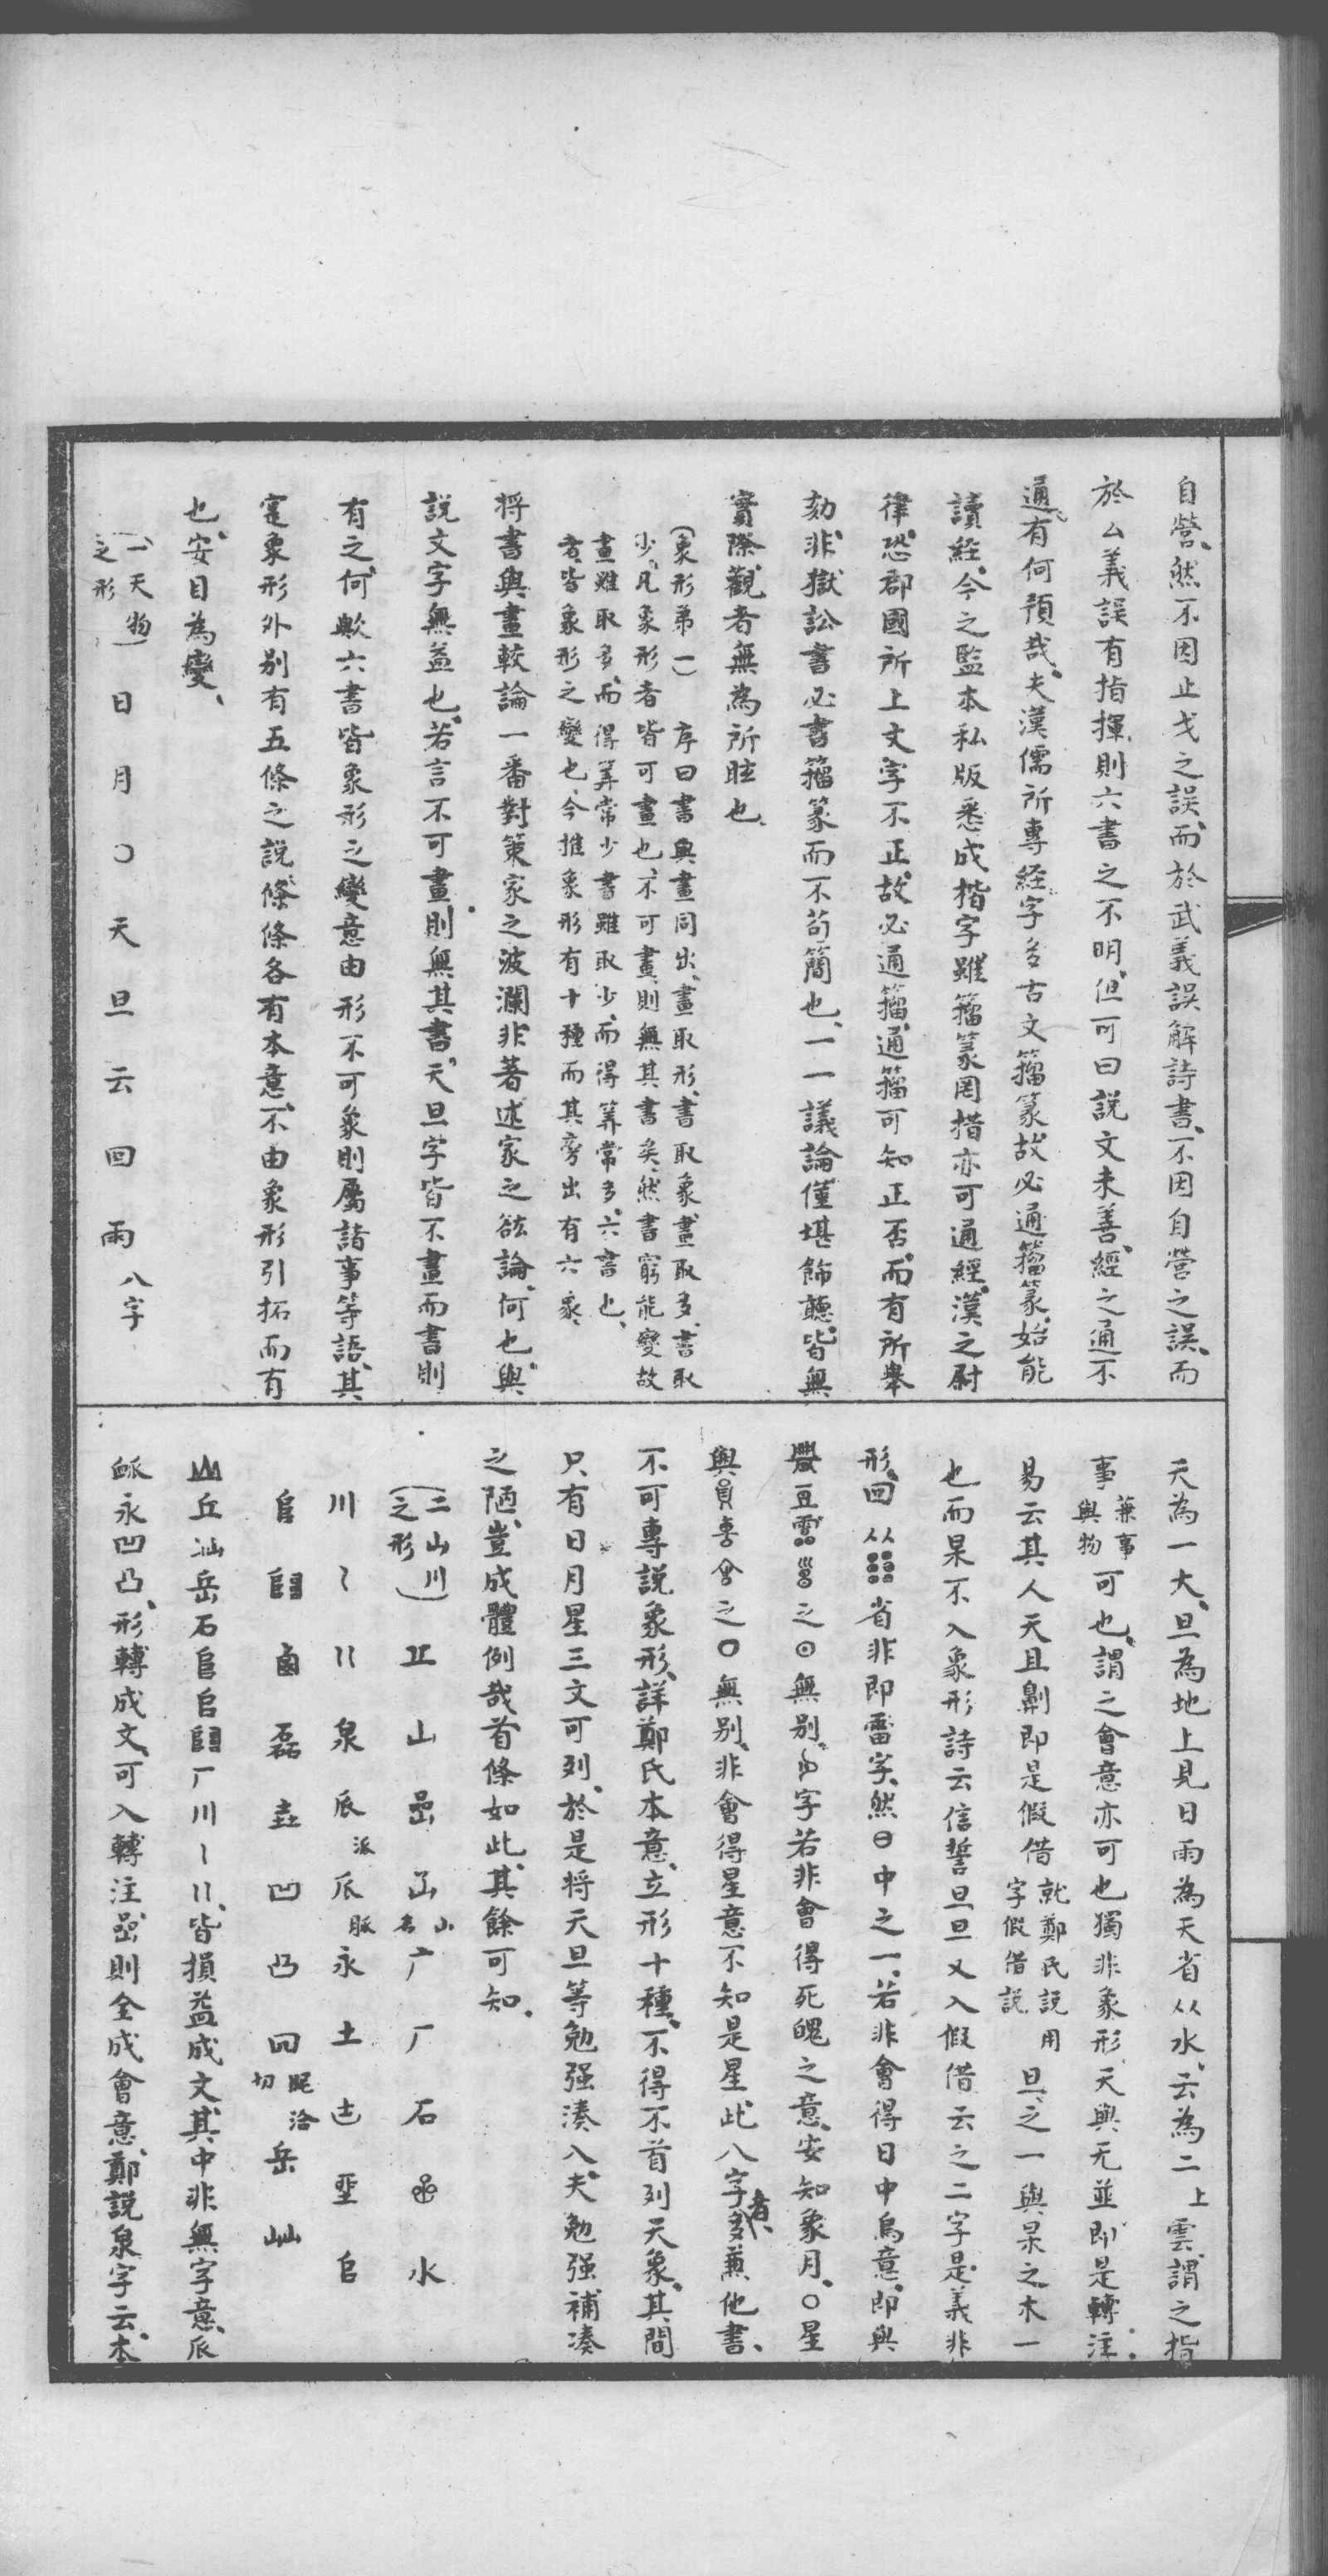 自營、然不因止戈之誤、而於武義誤解詩書、不因自營之誤、而
於厶義誤有指揮、則六書之不明、但可曰說文未善、經之通不
通、有何預哉、夫漢儒所專經字多古文籀篆、故必通籀篆、始能
讀經、今之監本私版悉成楷字、雖籀篆罔措亦可通經、漢之尉
律、恐郡國所上文字不正、故必通籀、通籀可知正否、而有所舉
劾、非獄訟書必書籀篆而不苟簡也、一一議論、僅堪飾聽、皆無
實際、觀者無為所眩也、
(象形弟一) 序曰書與畫同出、畫取形、書取象、畫取多、書取
少、凡象形者皆可畫也、不可畫、則無其書矣、然書窮能變、故
畫雖取多、而得筭常少、書雖取少、而得筭常多、六書也、
者、皆象形之變也、今推象形有十種、而其旁出有六象、
將書與畫較論一番、對策家之波瀾、非著述家之論、何也、與
說文字無益也、若言不可畫、則無其書、天旦字皆不畫而書則
有之、何歟、六書皆象形之變、意由形不可象則屬諸事等語、其
寔象形外別有五條之說、條條各有本意、不由象形引拓而有
也、安目為變、
(一天物之形) 日 月 〇 天 旦 云 回 雨 八字
天為一大、旦為地上見日、雨為天省从水、云為二上雲、謂之指
事兼事與物可也、謂之會意亦可也、獨非象形、天與无並即是轉注、
易云其人天且劓、即是假借就鄭氏說用字假借說旦之一與杲之木一
也、而杲不入象形、詩云信誓旦旦、又入假借、云之二字是義非
形、回从省、非即雷字、然日中之一、若非會得日中烏意、即與
之⊙無別、字若非會得死魄之意、安知象月、〇星
與員之〇無別、非會得星意不知是星、此八字者、多兼他書、
不可專說象形、詳鄭氏本意、立形十種、不得不首列天象、其間
只有日月星三文可列、於是將天旦等勉强湊入、夫勉强補湊
之陋、豈成體例哉、首條如此、其餘可知、
(二山川之形) 山 广 厂 石 水
川 泉 𠂢派 脈 永 土
鹵 磊 垚 凹 凸 岳 屾
丘 岳 石 厂 川、皆損益成文、其中非無字意、𠂢
永凹凸、形轉成文、可入轉注、則全成會意、鄭說泉字云、本